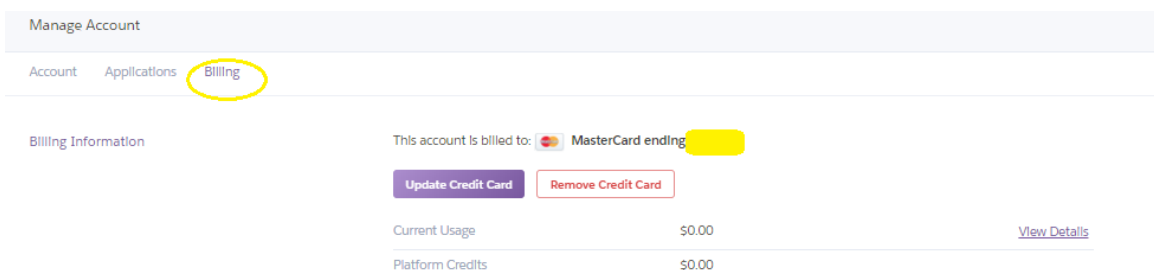 Manage Account
Account Applications Billing
Billing Information
This account is billed to: MasterCard ending
Update Credit Card Remove Credit Card
Current Usage $0.00 View Details
Platform Credits $0.00